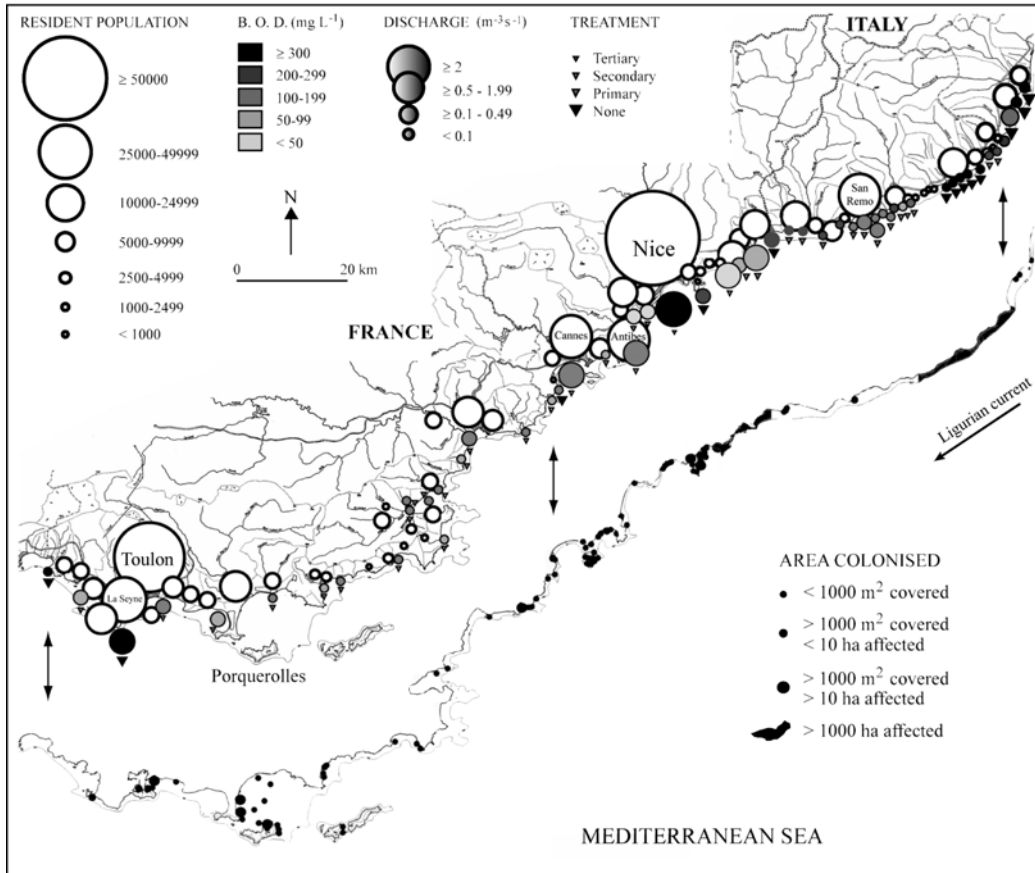 RESIDENT POPULATION
≥ 50000
25000-49999
10000-24999
5000-9999
2500-4999
1000-2499
< 1000
B. O. D. (mg L⁻¹)
≥ 300
200-299
100-199
50-99
< 50
DISCHARGE (m⁻³s⁻¹)
≥ 2
≥ 0.5 - 1.99
≥ 0.1 - 0.49
< 0.1
TREATMENT
Tertiary
Secondary
Primary
None
ITALY
N
0 20 km
FRANCE
San
Remo
Nice
Cannes
Antibes
Ligurian current
Toulon
La Seyne
Porquerolles
AREA COLONISED
< 1000 m² covered
> 1000 m² covered
< 10 ha affected
> 1000 m² covered
> 10 ha affected
> 1000 ha affected
MEDITERRANEAN SEA